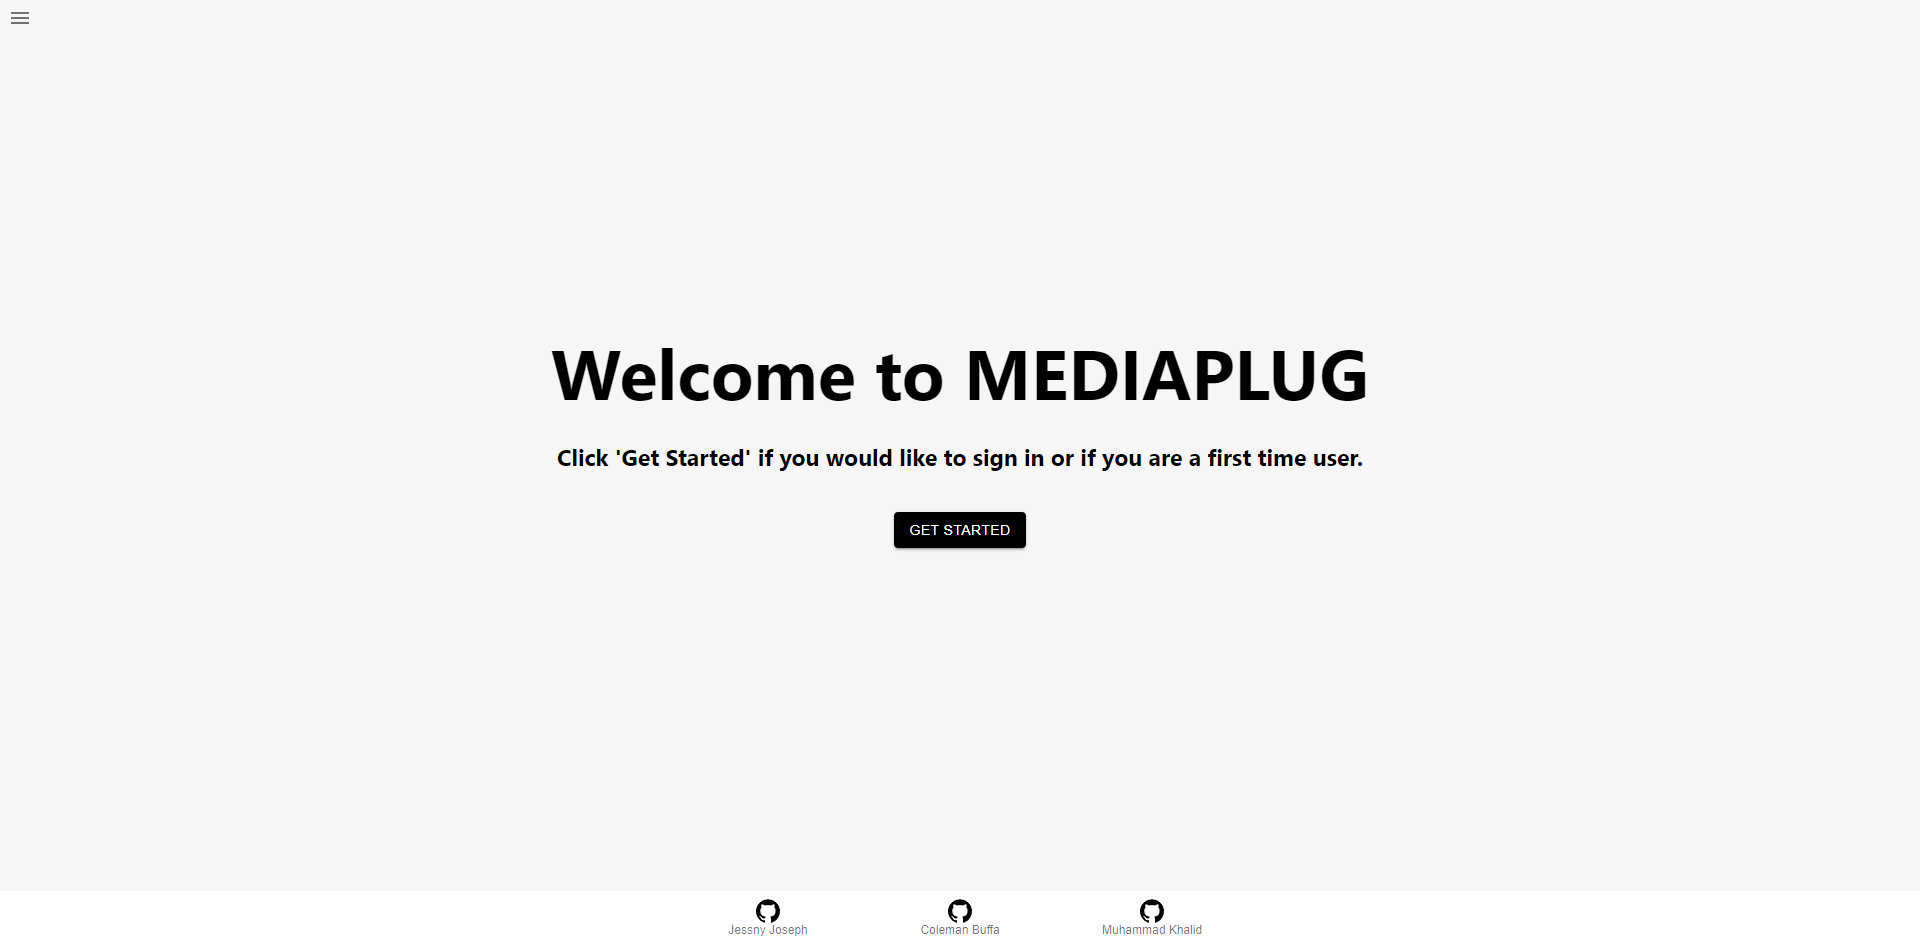 Welcome to MEDIAPLUG
Click 'Get Started' if you would like to sign in or if you are a first time user.
GET STARTED
Jessny Joseph
Coleman Buffa
Muhammad Khalid